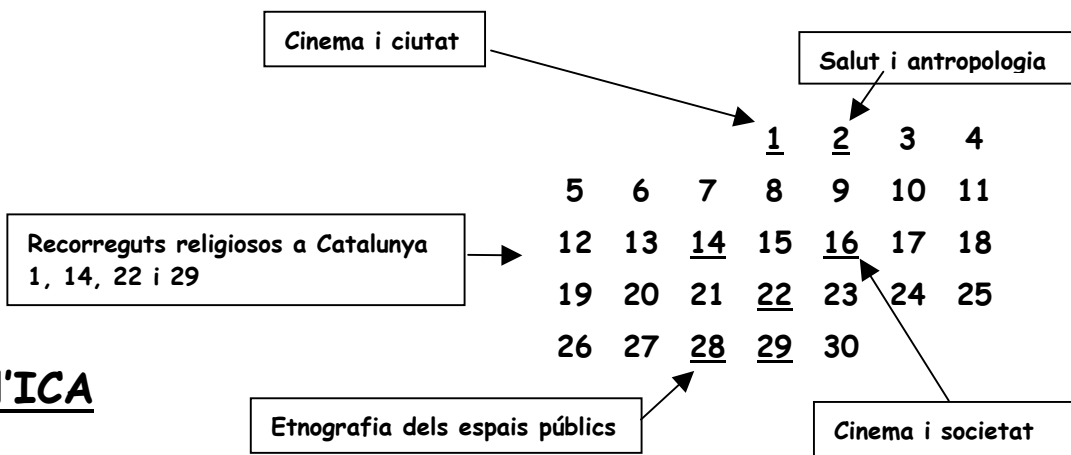 Cinema i ciutat
Salut i antropologia
1 2 3 4
5 6 7 8 9 10 11
Recorreguts religiosos a Catalunya
1, 14, 22 i 29
12 13 14 15 16 17 18
19 20 21 22 23 24 25
26 27 28 29 30
l'ICA
Etnografia dels espais públics
Cinema i societat